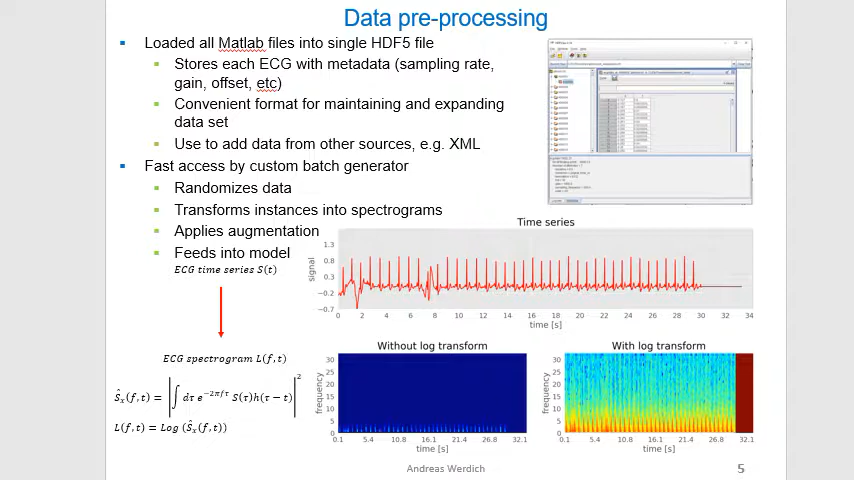 Data pre-processing
Loaded all Matlab files into single HDF5 file
Stores each ECG with metadata (sampling rate,
gain, offset, etc)
Convenient format for maintaining and expanding
data set
Use to add data from other sources, e.g. XML
Fast access by custom batch generator
Randomizes data
Transforms instances into spectrograms
Applies augmentation
Feeds into model
ECG time series S(t)
ECG spectrogram L(f,t)
Ŝₓ(f,t) = |∫ dτ e^−2πfτ S(τ)h(τ − t)|²
L(f,t) = Log (Ŝₓ(f,t))
Time series
signal
1.3
0.8
0.3
−0.2
−0.7
0 2 4 6 8 10 12 14 16 18 20 22 24 26 28 30 32 34
time [s]
Without log transform
frequency
30
25
20
15
10
5
0
0.1 5.4 10.8 16.1 21.4 26.8 32.1
time [s]
With log transform
frequency
30
25
20
15
10
5
0
0.1 5.4 10.8 16.1 21.4 26.8 32.1
time [s]
Andreas Werdich
5